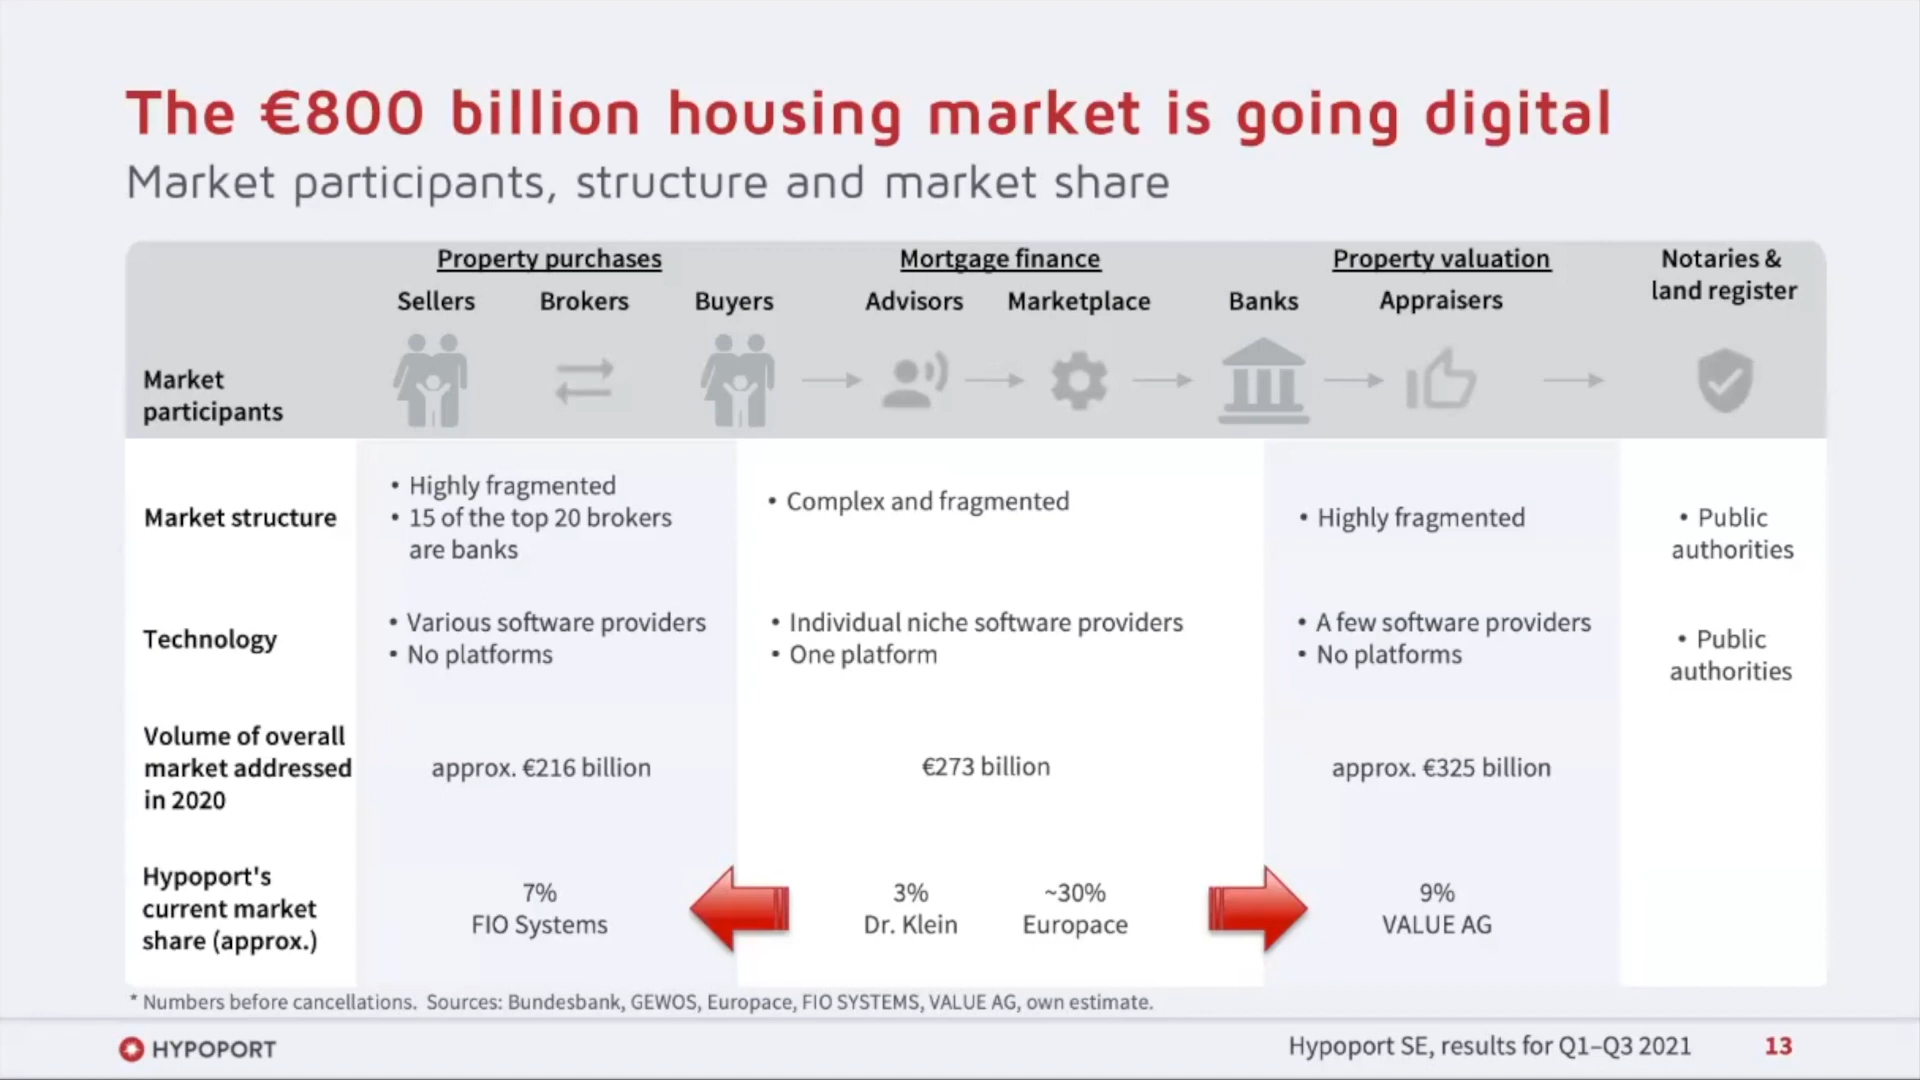 The €800 billion housing market is going digital
Market participants, structure and market share
Property purchases
Mortgage finance
Property valuation
Notaries &
land register
Sellers
Brokers
Buyers
Advisors
Marketplace
Banks
Appraisers
Market
participants
Market structure
• Highly fragmented
• 15 of the top 20 brokers
are banks
• Complex and fragmented
• Highly fragmented
• Public
authorities
Technology
• Various software providers
• No platforms
• Individual niche software providers
• One platform
• A few software providers
• No platforms
• Public
authorities
Volume of overall
market addressed
in 2020
approx. €216 billion
€273 billion
approx. €325 billion
Hypoport's
current market
share (approx.)
7%
FIO Systems
3%
Dr. Klein
~30%
Europace
9%
VALUE AG
* Numbers before cancellations. Sources: Bundesbank, GEWOS, Europace, FIO SYSTEMS, VALUE AG, own estimate.
HYPOPORT
Hypoport SE, results for Q1–Q3 2021
13